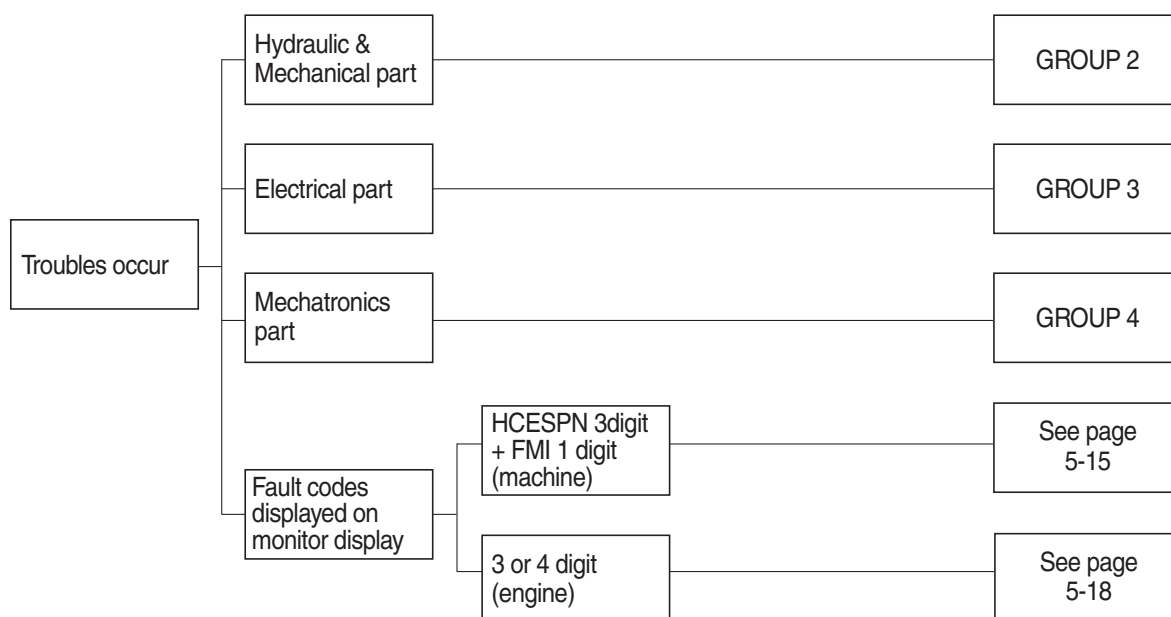 Troubles occur
Hydraulic &
Mechanical part
GROUP 2
Electrical part
GROUP 3
Mechatronics
part
GROUP 4
Fault codes
displayed on
monitor display
HCESPN 3digit
+ FMI 1 digit
(machine)
See page
5-15
3 or 4 digit
(engine)
See page
5-18